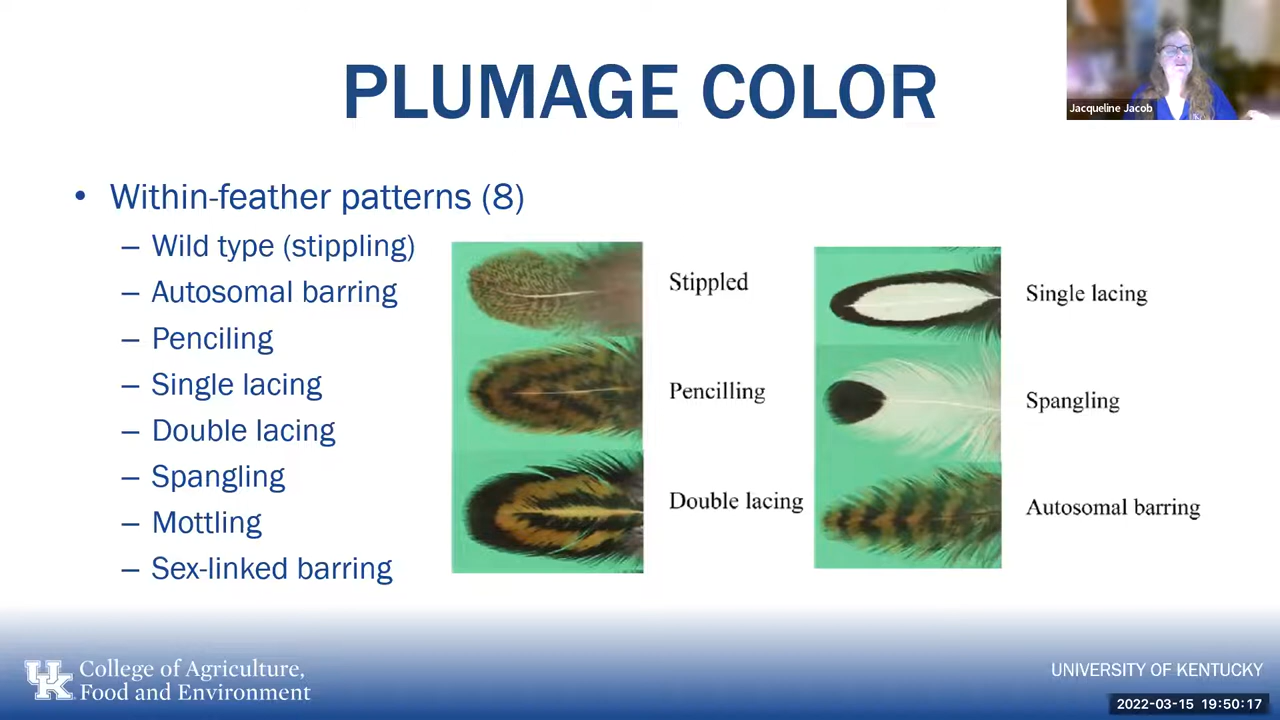 PLUMAGE COLOR
Jacqueline Jacob
• Within-feather patterns (8)
– Wild type (stippling)
– Autosomal barring
– Penciling
– Single lacing
– Double lacing
– Spangling
– Mottling
– Sex-linked barring
Stippled
Pencilling
Double lacing
Single lacing
Spangling
Autosomal barring
UK College of Agriculture,
Food and Environment
UNIVERSITY OF KENTUCKY
2022-03-15 19:50:17